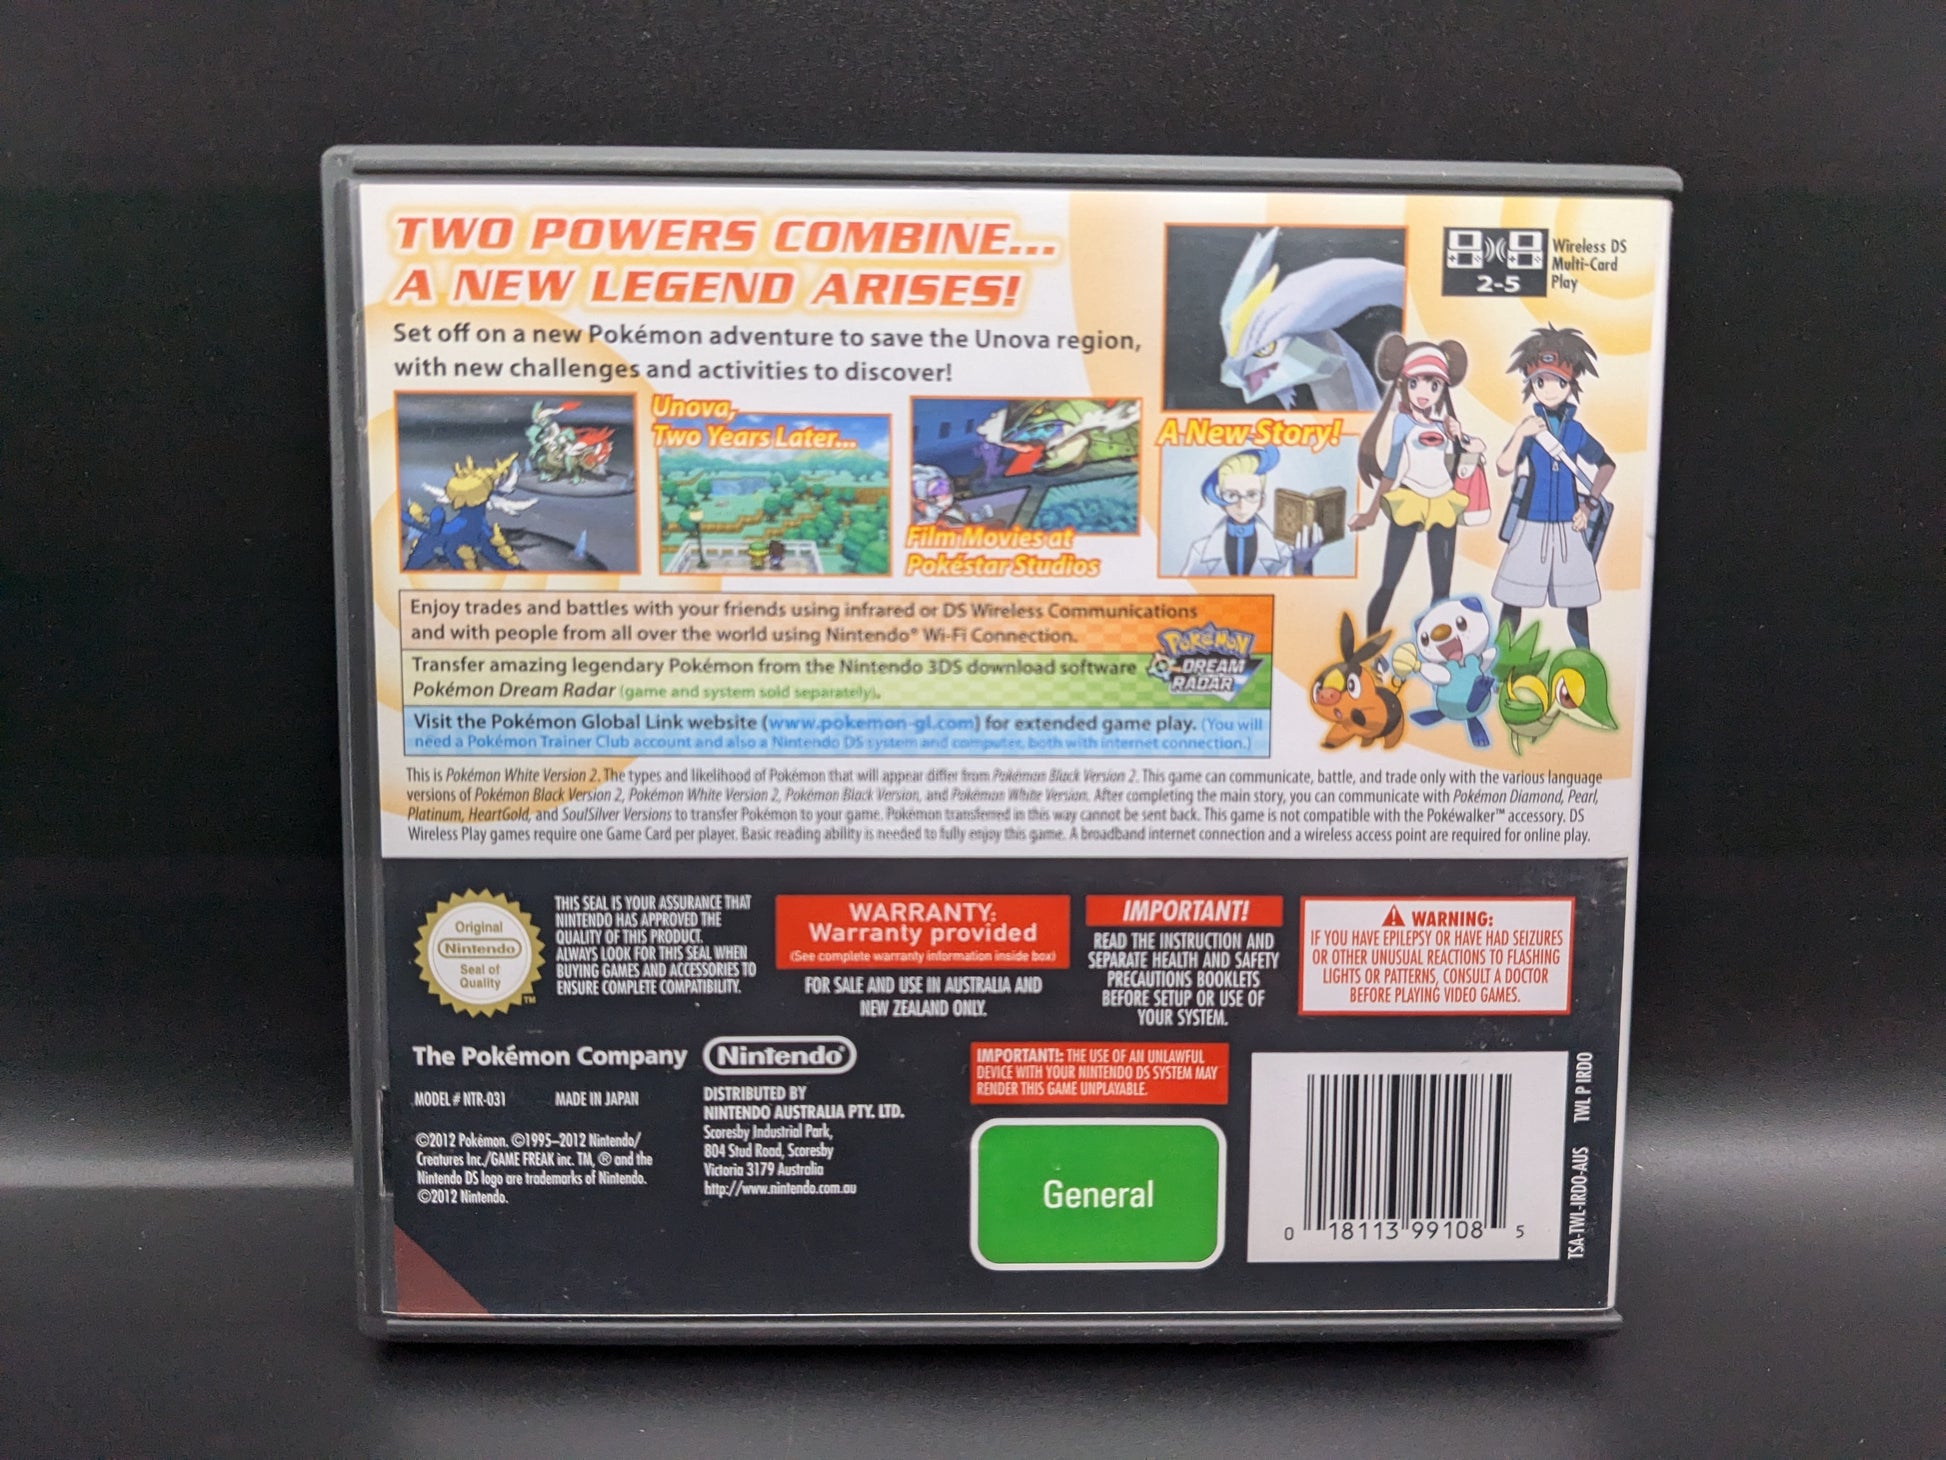 TWO POWERS COMBINE...
A NEW LEGEND ARISES!
Set off on a new Pokémon adventure to save the Unova region,
with new challenges and activities to discover!
2-5
Wireless DS
Multi-Card
Play
Unova,
Two Years Later...
Film Movies at
Pokéstar Studios
A New Story!
Enjoy trades and battles with your friends using infrared or DS Wireless Communications
and with people from all over the world using Nintendo® Wi-Fi Connection.
Transfer amazing legendary Pokémon from the Nintendo 3DS download software
Pokémon Dream Radar (game and system sold separately).
POKéMON
DREAM
RADAR
Visit the Pokémon Global Link website (www.pokemon-gl.com) for extended game play. (You will
need a Pokémon Trainer Club account and also a Nintendo DS system and computer, both with internet connection.)
This is Pokémon White Version 2. The types and likelihood of Pokémon that will appear differ from Pokémon Black Version 2. This game can communicate, battle, and trade only with the various language
versions of Pokémon Black Version 2, Pokémon White Version 2, Pokémon Black Version, and Pokémon White Version. After completing the main story, you can communicate with Pokémon Diamond, Pearl,
Platinum, HeartGold, and SoulSilver Versions to transfer Pokémon to your game. Pokémon transferred in this way cannot be sent back. This game is not compatible with the Pokéwalker™ accessory. DS
Wireless Play games require one Game Card per player. Basic reading ability is needed to fully enjoy this game. A broadband internet connection and a wireless access point are required for online play.
Original
Nintendo
Seal of
Quality
TM
THIS SEAL IS YOUR ASSURANCE THAT
NINTENDO HAS APPROVED THE
QUALITY OF THIS PRODUCT.
ALWAYS LOOK FOR THIS SEAL WHEN
BUYING GAMES AND ACCESSORIES TO
ENSURE COMPLETE COMPATIBILITY.
WARRANTY:
Warranty provided
(See complete warranty information inside box)
FOR SALE AND USE IN AUSTRALIA AND
NEW ZEALAND ONLY.
IMPORTANT!
READ THE INSTRUCTION AND
SEPARATE HEALTH AND SAFETY
PRECAUTIONS BOOKLETS
BEFORE SETUP OR USE OF
YOUR SYSTEM.
WARNING:
IF YOU HAVE EPILEPSY OR HAVE HAD SEIZURES
OR OTHER UNUSUAL REACTIONS TO FLASHING
LIGHTS OR PATTERNS, CONSULT A DOCTOR
BEFORE PLAYING VIDEO GAMES.
The Pokémon Company
Nintendo®
MODEL # NTR-031
MADE IN JAPAN
©2012 Pokémon. ©1995–2012 Nintendo/
Creatures Inc./GAME FREAK inc. TM, ® and the
Nintendo DS logo are trademarks of Nintendo.
©2012 Nintendo.
DISTRIBUTED BY
NINTENDO AUSTRALIA PTY. LTD.
Scoresby Industrial Park,
804 Stud Road, Scoresby
Victoria 3179 Australia
http://www.nintendo.com.au
IMPORTANT!: THE USE OF AN UNLAWFUL
DEVICE WITH YOUR NINTENDO DS SYSTEM MAY
RENDER THIS GAME UNPLAYABLE.
General
0 18113 99108 5
TSA-TWL-IRDO-AUS TWL P IRDO